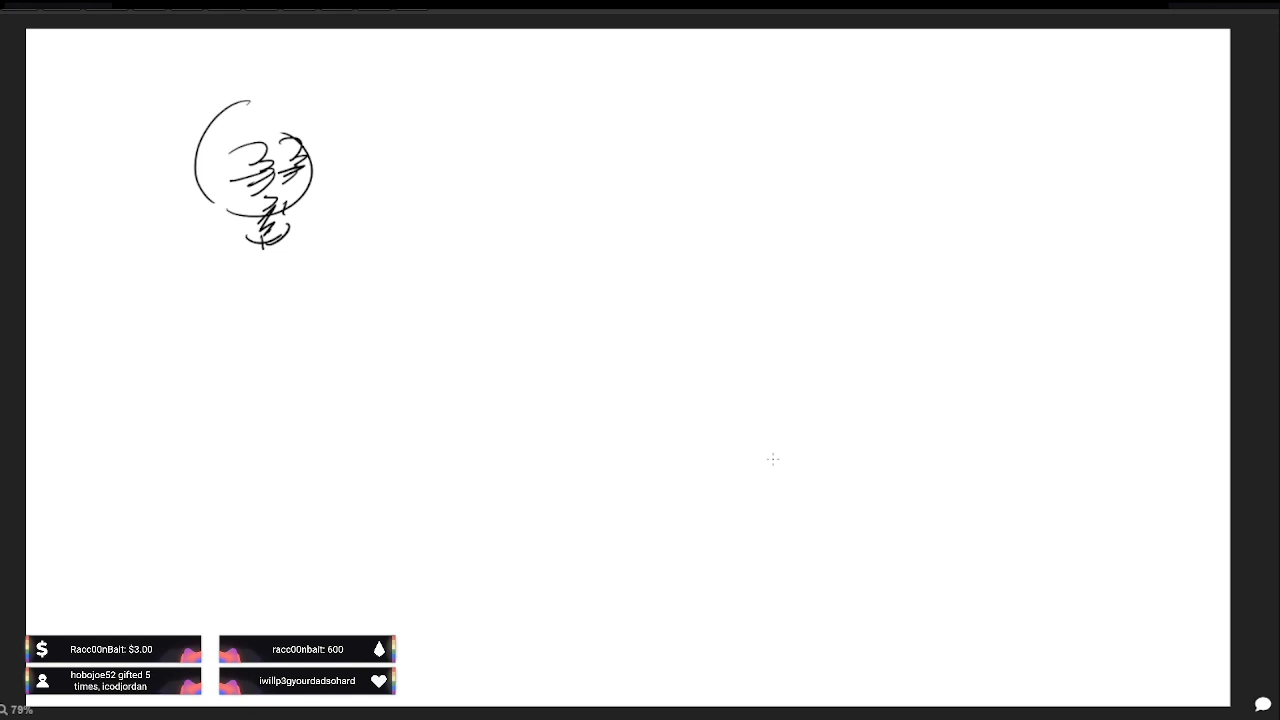 Racc00nBait: $3.00
racc00nbait: 600
hobojoe52 gifted 5
times, icodjordan
iwillp3gyourdadsohard
79%